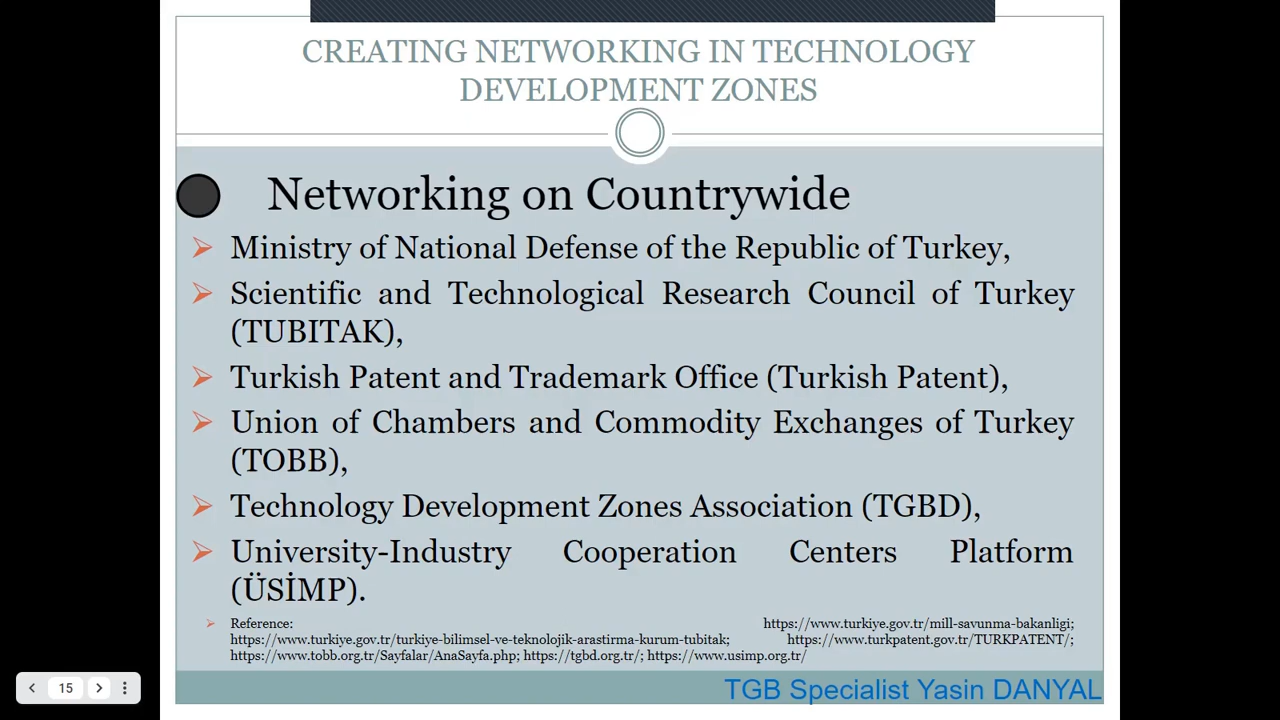 CREATING NETWORKING IN TECHNOLOGY
DEVELOPMENT ZONES
Networking on Countrywide
Ministry of National Defense of the Republic of Turkey,
Scientific and Technological Research Council of Turkey
(TUBITAK),
Turkish Patent and Trademark Office (Turkish Patent),
Union of Chambers and Commodity Exchanges of Turkey
(TOBB),
Technology Development Zones Association (TGBD),
University-Industry Cooperation Centers Platform
(ÜSİMP).
Reference: https://www.turkiye.gov.tr/mill-savunma-bakanligi;
https://www.turkiye.gov.tr/turkiye-bilimsel-ve-teknolojik-arastirma-kurum-tubitak; https://www.turkpatent.gov.tr/TURKPATENT/;
https://www.tobb.org.tr/Sayfalar/AnaSayfa.php; https://tgbd.org.tr/; https://www.usimp.org.tr/
TGB Specialist Yasin DANYAL
15